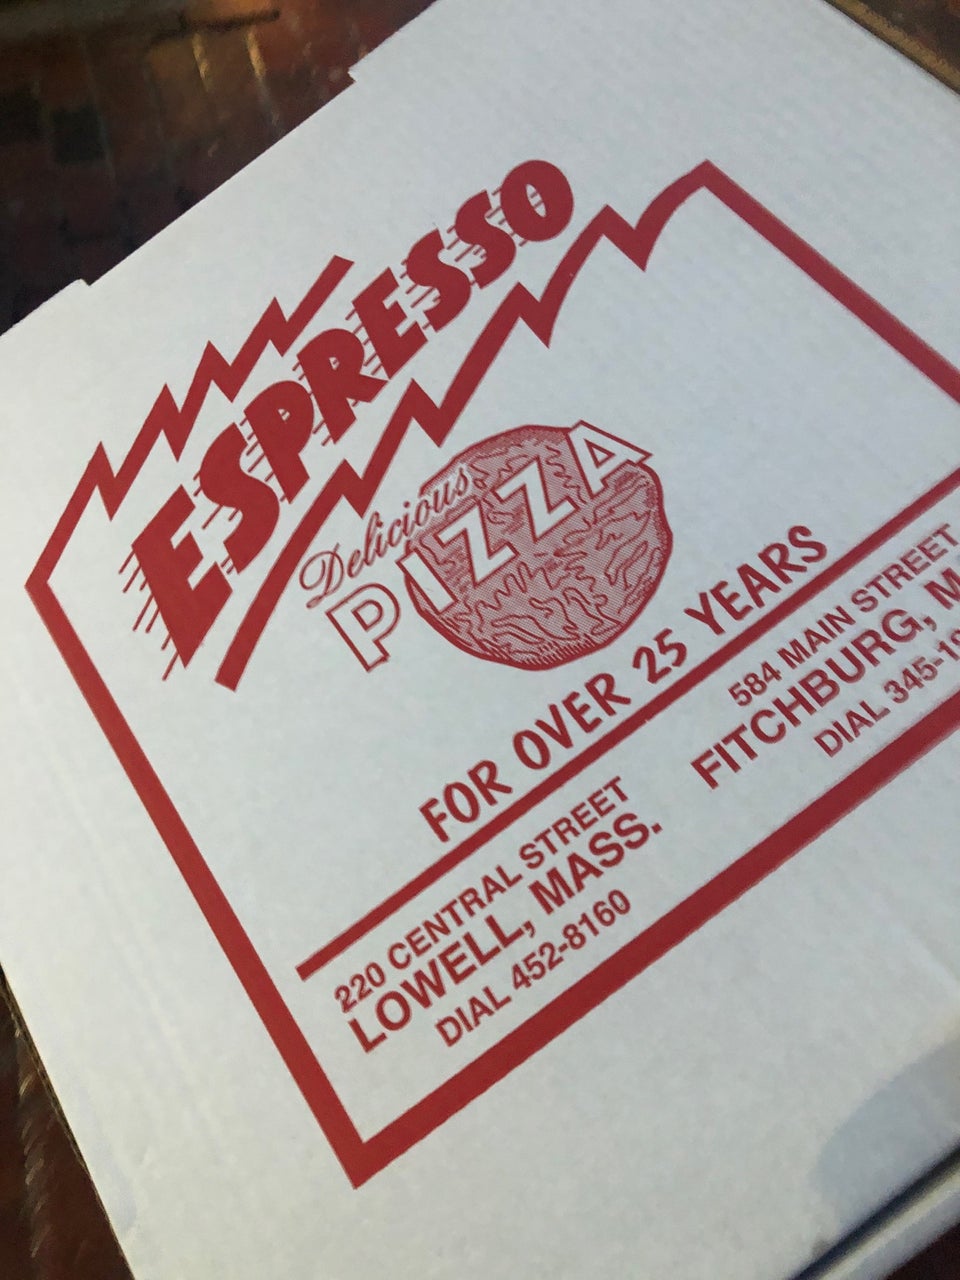 ESPRESSO
Delicious
PIZZA
FOR OVER 25 YEARS
220 CENTRAL STREET
LOWELL, MASS.
DIAL 452-8160
584 MAIN STREET
FITCHBURG,
DIAL